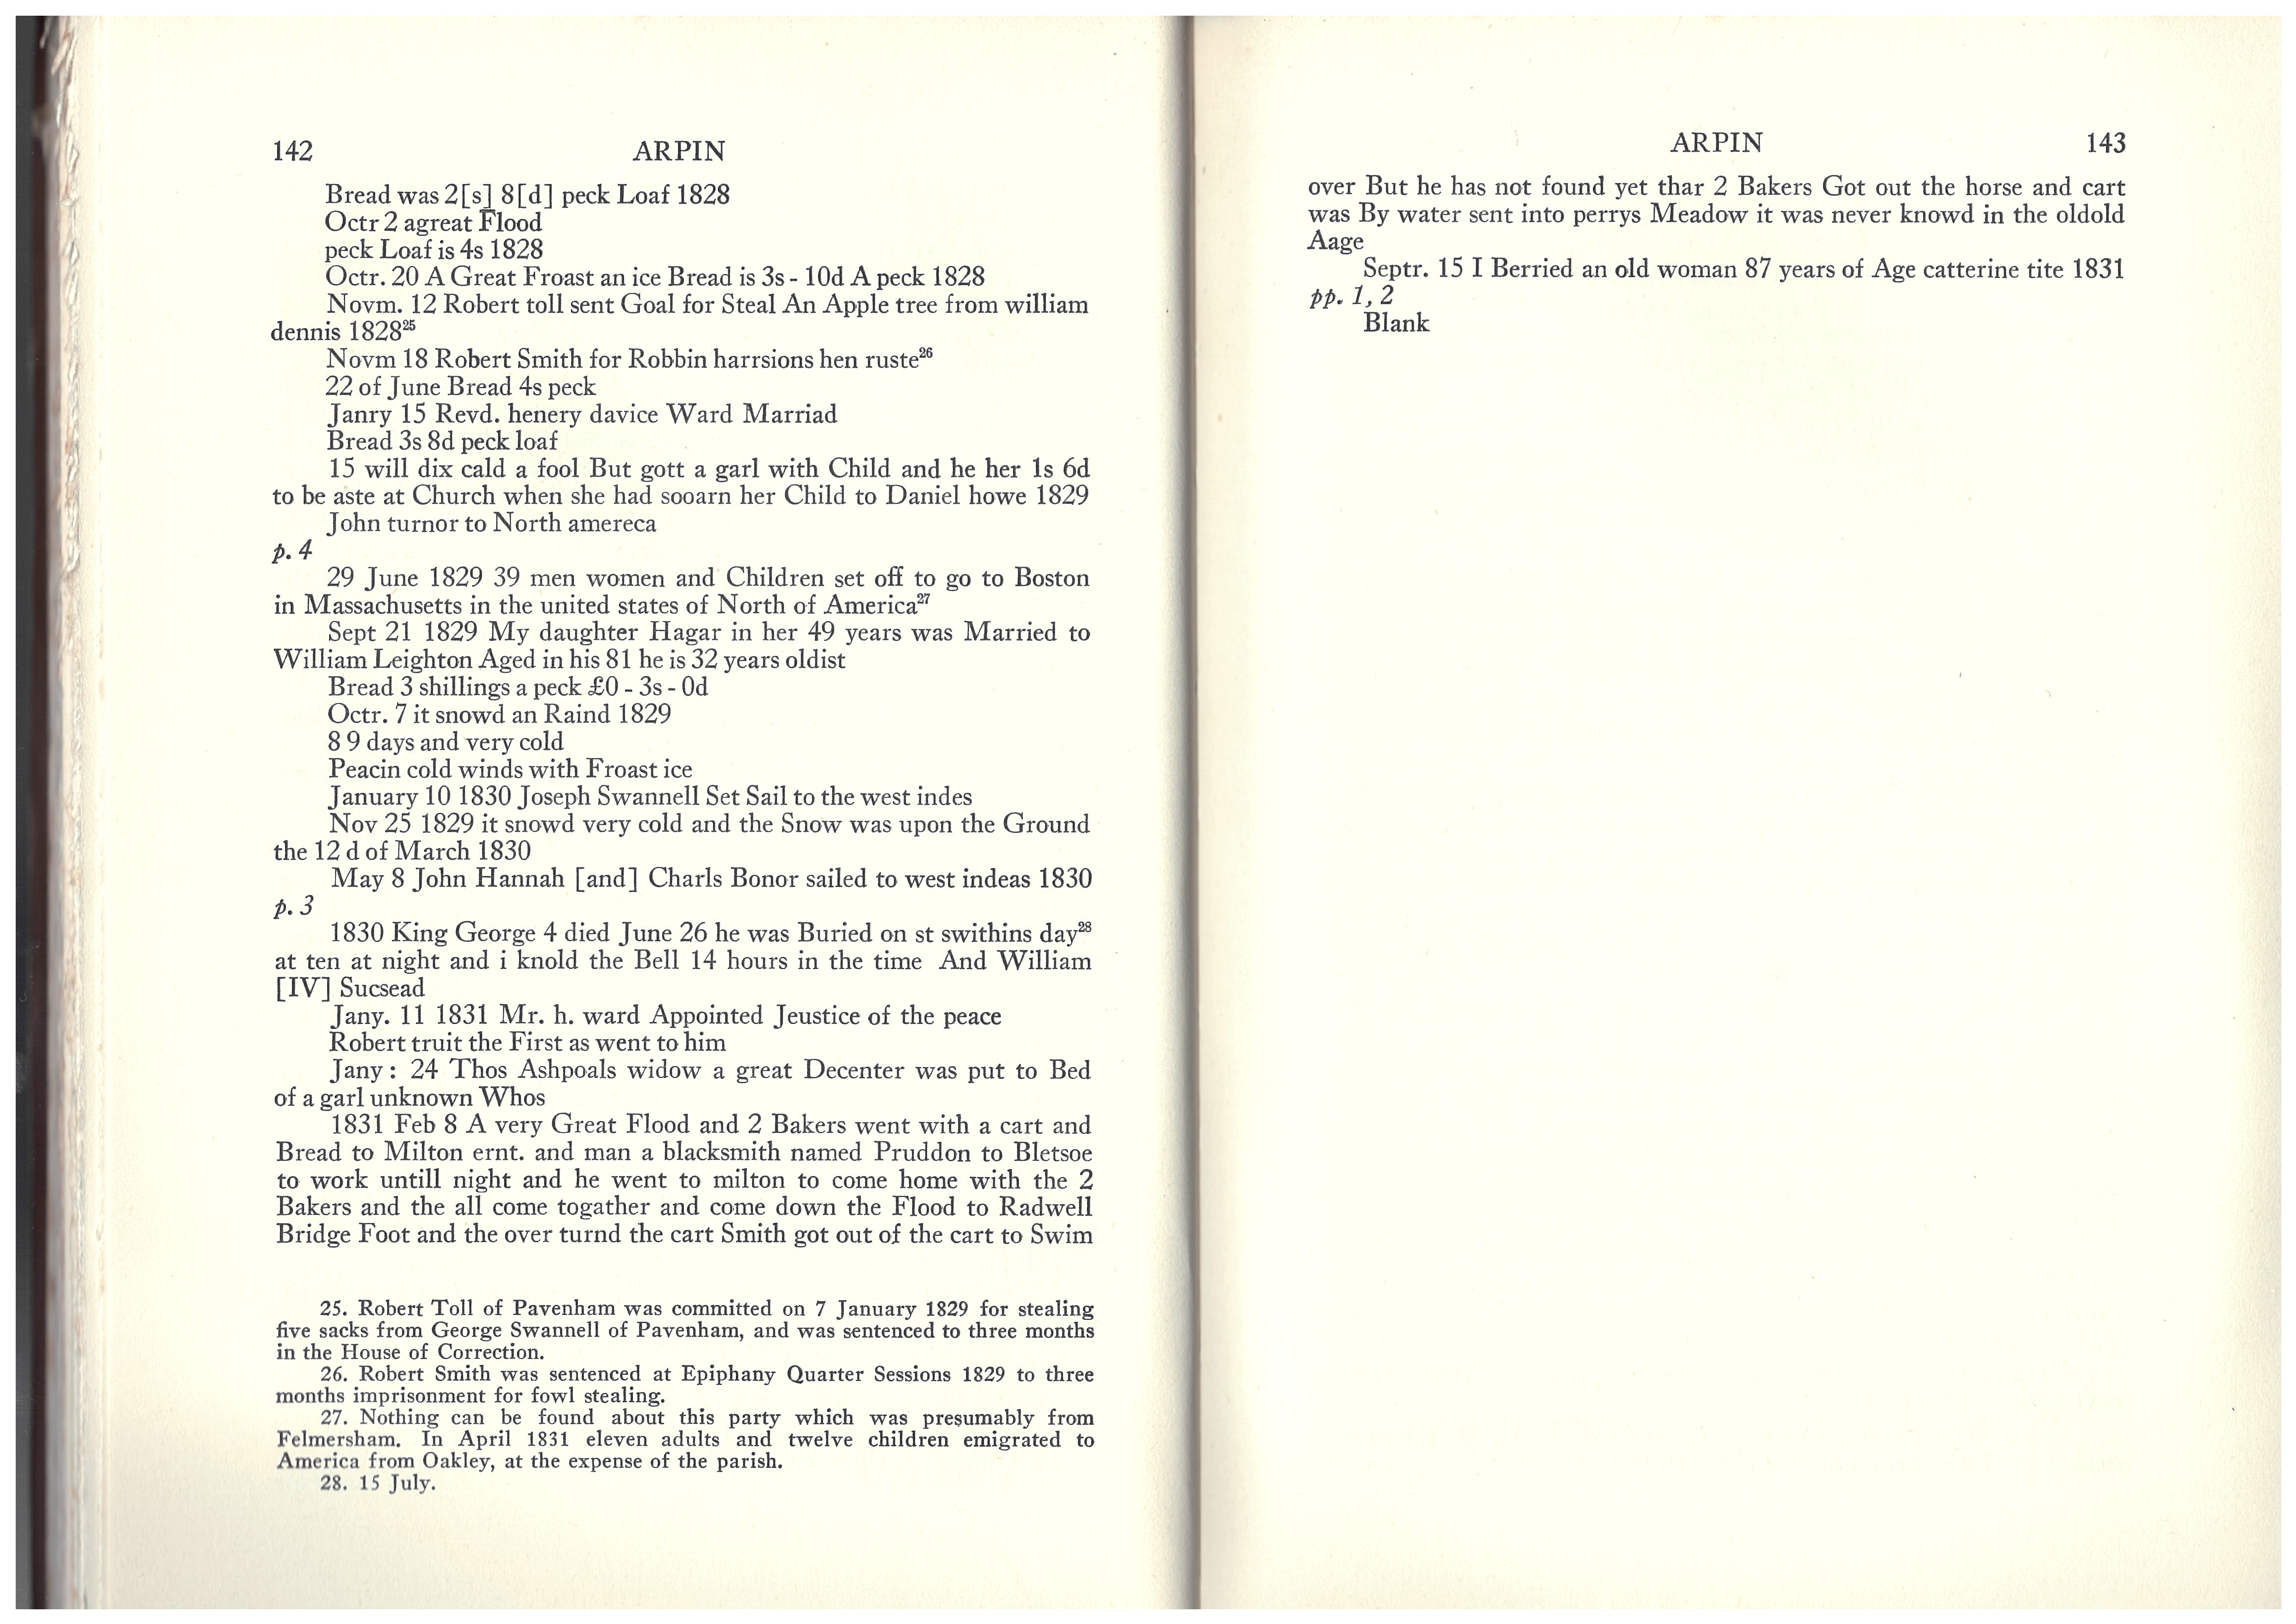 142 ARPIN
Bread was 2[s] 8[d] peck Loaf 1828
Octr 2 agreat Flood
peck Loaf is 4s 1828
Octr. 20 A Great Froast an ice Bread is 3s - 10d A peck 1828
Novm. 12 Robert toll sent Goal for Steal An Apple tree from william
dennis 1828²⁵
Novm 18 Robert Smith for Robbin harrsions hen ruste²⁶
22 of June Bread 4s peck
Janry 15 Revd. henery davice Ward Marriad
Bread 3s 8d peck loaf
15 will dix cald a fool But gott a garl with Child and he her 1s 6d
to be aste at Church when she had sooarn her Child to Daniel howe 1829
John turnor to North amereca
p. 4
29 June 1829 39 men women and Children set off to go to Boston
in Massachusetts in the united states of North of America²⁷
Sept 21 1829 My daughter Hagar in her 49 years was Married to
William Leighton Aged in his 81 he is 32 years oldist
Bread 3 shillings a peck £0 - 3s - 0d
Octr. 7 it snowd an Raind 1829
8 9 days and very cold
Peacin cold winds with Froast ice
January 10 1830 Joseph Swannell Set Sail to the west indes
Nov 25 1829 it snowd very cold and the Snow was upon the Ground
the 12 d of March 1830
May 8 John Hannah [and] Charls Bonor sailed to west indeas 1830
p. 3
1830 King George 4 died June 26 he was Buried on st swithins day²⁸
at ten at night and i knold the Bell 14 hours in the time And William
[IV] Sucsead
Jany. 11 1831 Mr. h. ward Appointed Jeustice of the peace
Robert truit the First as went to him
Jany : 24 Thos Ashpoals widow a great Decenter was put to Bed
of a garl unknown Whos
1831 Feb 8 A very Great Flood and 2 Bakers went with a cart and
Bread to Milton ernt. and man a blacksmith named Pruddon to Bletsoe
to work untill night and he went to milton to come home with the 2
Bakers and the all come togather and come down the Flood to Radwell
Bridge Foot and the over turnd the cart Smith got out of the cart to Swim
25. Robert Toll of Pavenham was committed on 7 January 1829 for stealing
five sacks from George Swannell of Pavenham, and was sentenced to three months
in the House of Correction.
26. Robert Smith was sentenced at Epiphany Quarter Sessions 1829 to three
months imprisonment for fowl stealing.
27. Nothing can be found about this party which was presumably from
Felmersham. In April 1831 eleven adults and twelve children emigrated to
America from Oakley, at the expense of the parish.
28. 15 July.
ARPIN 143
over But he has not found yet thar 2 Bakers Got out the horse and cart
was By water sent into perrys Meadow it was never knowd in the oldold
Aage
Septr. 15 I Berried an old woman 87 years of Age catterine tite 1831
pp. 1, 2
Blank